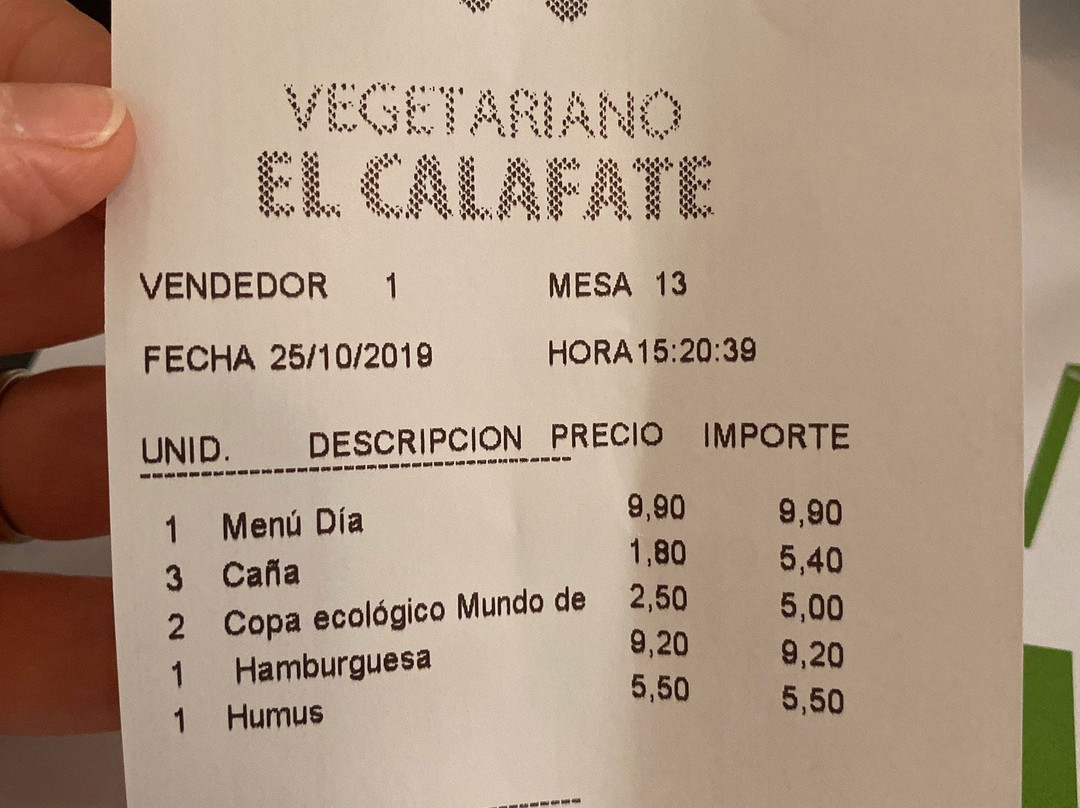 VEGETARIANO
EL CALAFATE
VENDEDOR 1 MESA 13
FECHA 25/10/2019 HORA15:20:39
UNID. DESCRIPCION PRECIO IMPORTE
1 Menú Día 9,90 9,90
3 Caña 1,80 5,40
2 Copa ecológico Mundo de 2,50 5,00
1 Hamburguesa 9,20 9,20
1 Humus 5,50 5,50